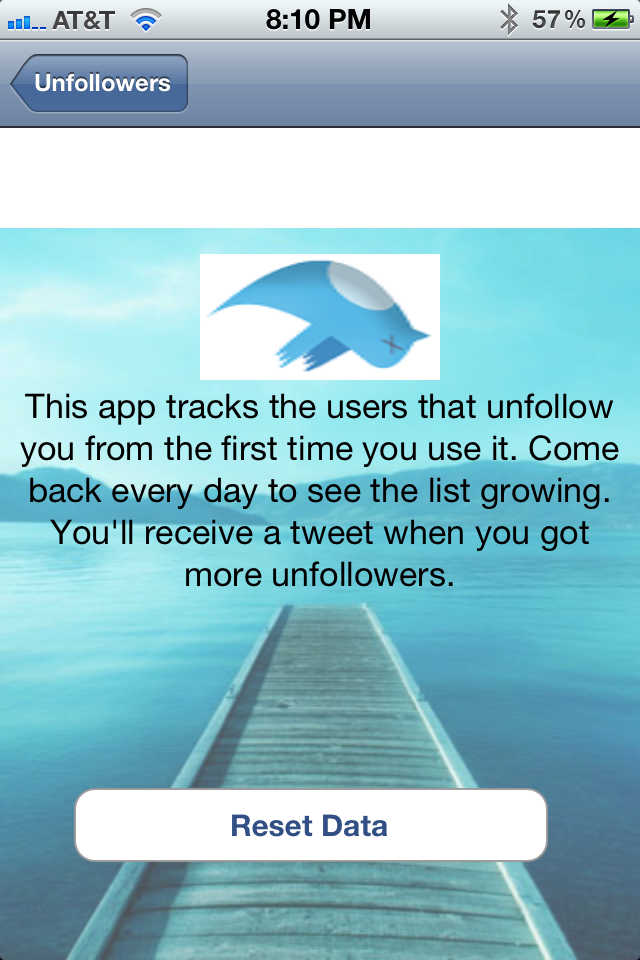 AT&T 8:10 PM 57%
Unfollowers
This app tracks the users that unfollow
you from the first time you use it. Come
back every day to see the list growing.
You'll receive a tweet when you got
more unfollowers.
Reset Data